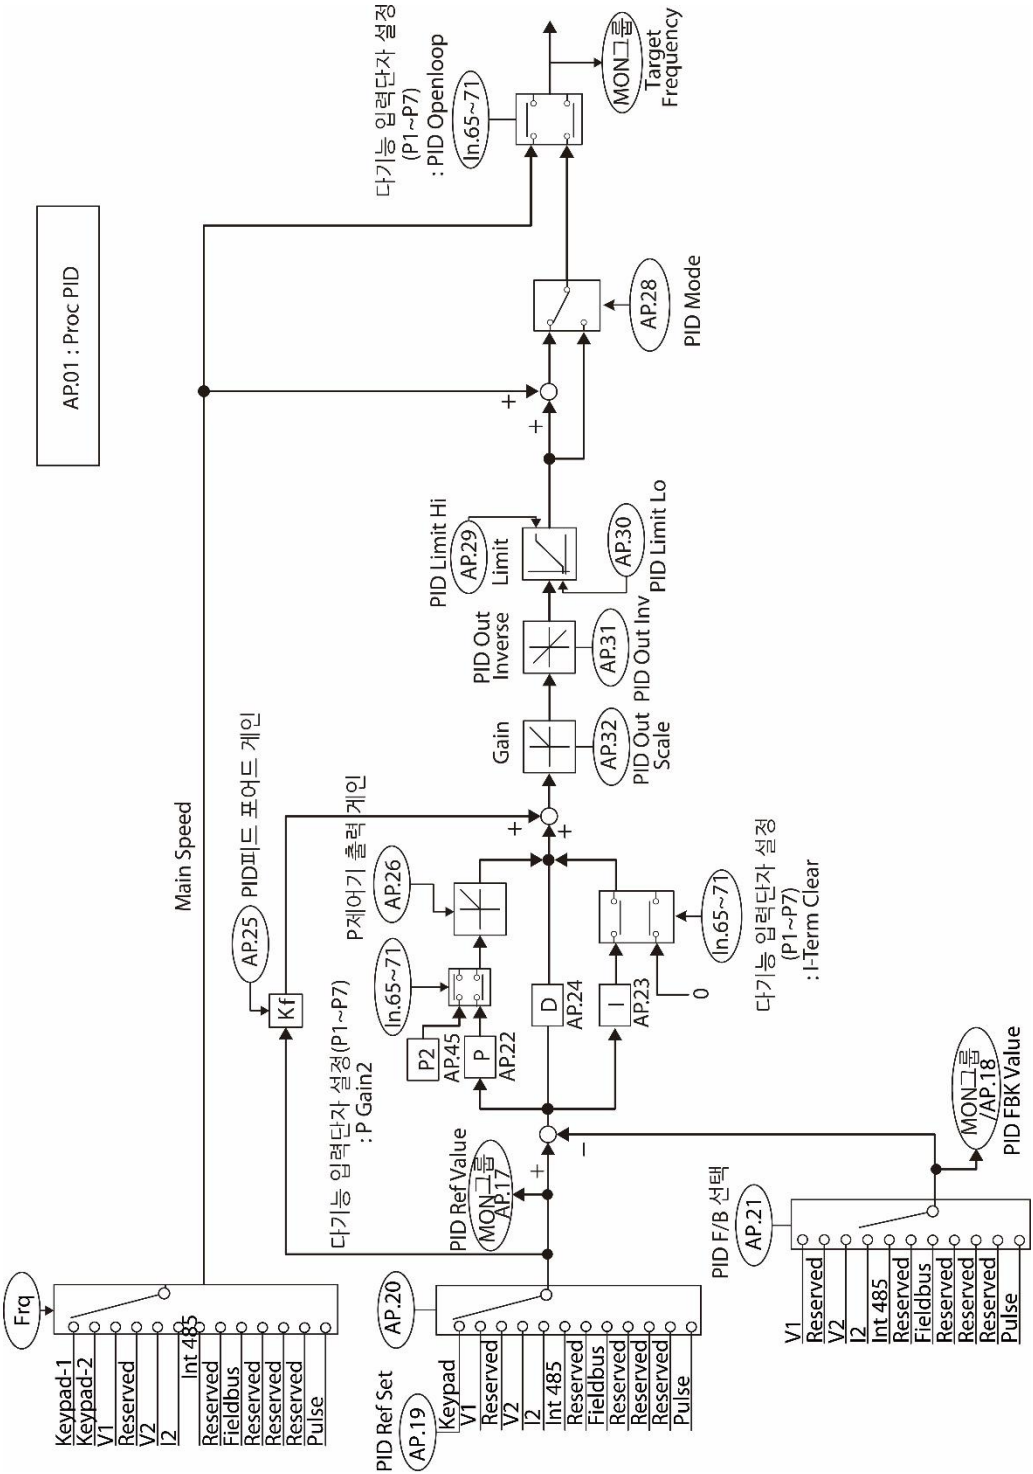 AP.01 : Proc PID
Frq
Keypad-1
Keypad-2
V1
Reserved
V2
I2
Int 485
Reserved
Fieldbus
Reserved
Reserved
Reserved
Pulse
Main Speed
AP.25
PID피드 포어드 게인
Kf
다기능 입력단자 설정(P1~P7)
: P Gain2
In.65~71
P2
AP.45
P
AP.22
P제어기 출력 게인
AP.26
D
AP.24
I
AP.23
0
In.65~71
다기능 입력단자 설정
(P1~P7)
: I-Term Clear
PID Ref Set
AP.19
AP.20
Keypad
V1
Reserved
V2
I2
Int 485
Reserved
Fieldbus
Reserved
Reserved
Reserved
Pulse
PID Ref Value
MON그룹
AP.17
+
−
PID F/B 선택
AP.21
V1
Reserved
V2
I2
Int 485
Reserved
Fieldbus
Reserved
Reserved
Reserved
Pulse
MON그룹
/AP.18
PID FBK Value
+
+
Gain
AP.32
PID Out
Scale
PID Out
Inverse
AP.31
PID Out Inv
PID Limit Hi
AP.29
Limit
AP.30
PID Limit Lo
+
+
AP.28
PID Mode
다기능 입력단자 설정
(P1~P7)
: PID Openloop
In.65~71
MON그룹
Target
Frequency